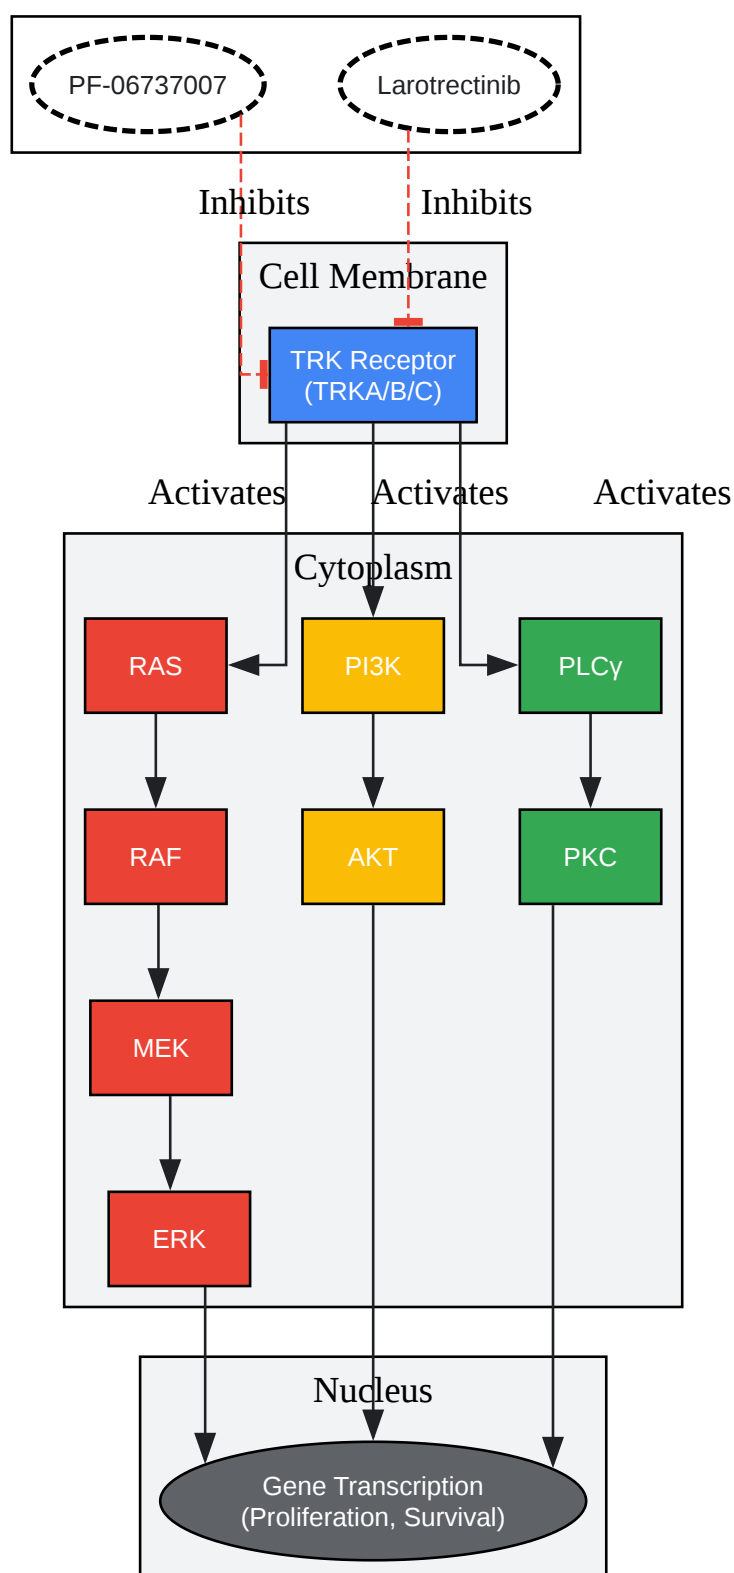 PF-06737007
Larotrectinib
Inhibits
Inhibits
Cell Membrane
TRK Receptor
(TRKA/B/C)
Activates
Activates
Activates
Cytoplasm
RAS
PI3K
PLCγ
RAF
AKT
PKC
MEK
ERK
Nucleus
Gene Transcription
(Proliferation, Survival)